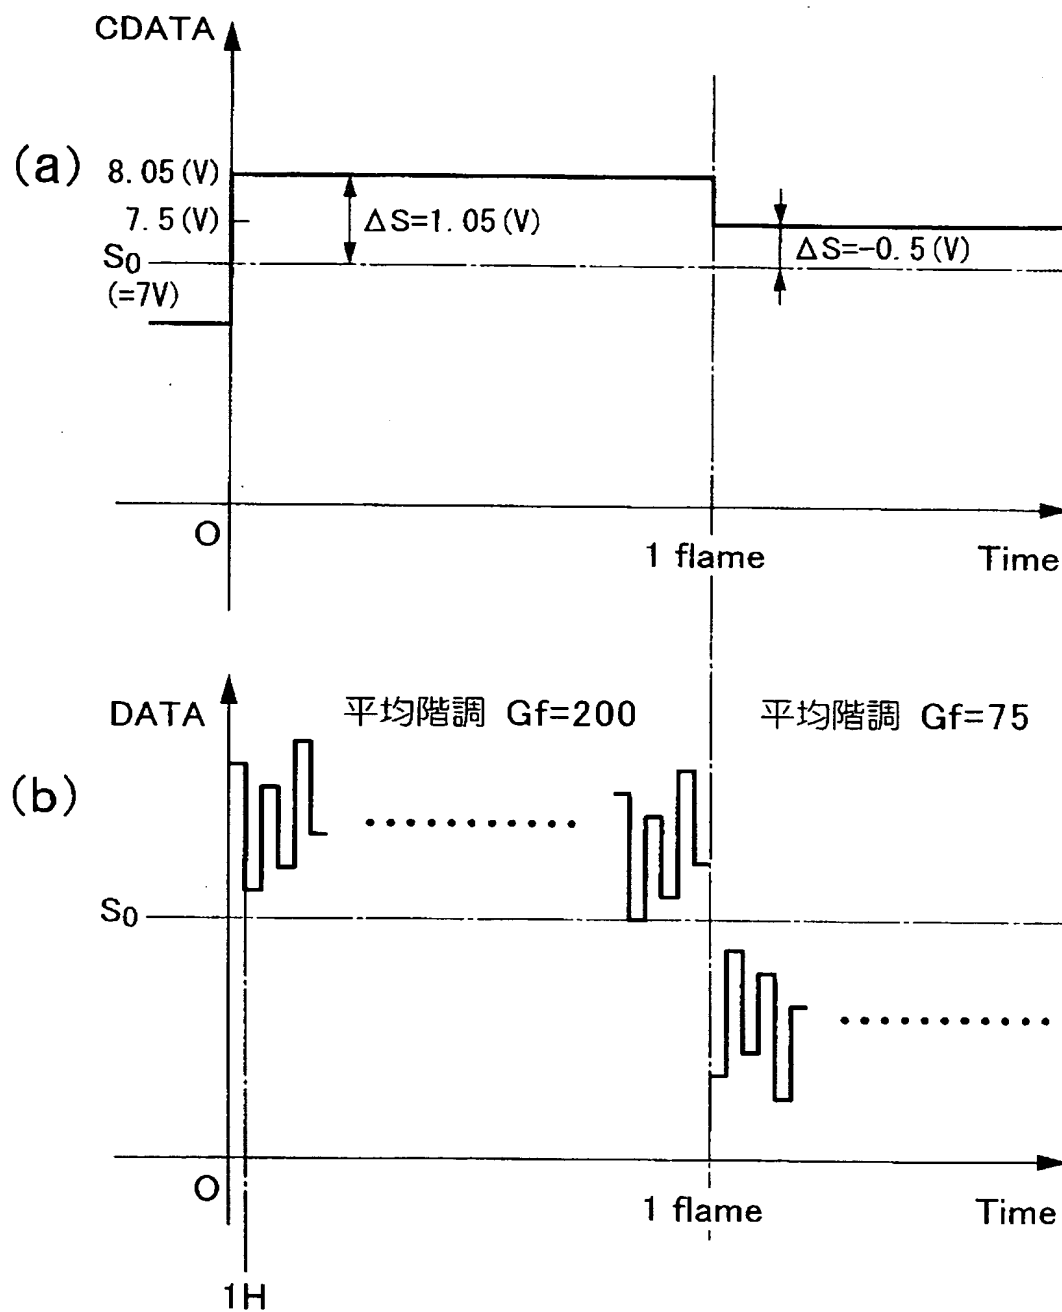 CDATA
(a)
8.05(V)
7.5(V)
S0
(=7V)
ΔS=1.05(V)
ΔS=-0.5(V)
O
1 flame
Time
DATA
平均階調 Gf=200
平均階調 Gf=75
(b)
S0
O
1 flame
Time
1H